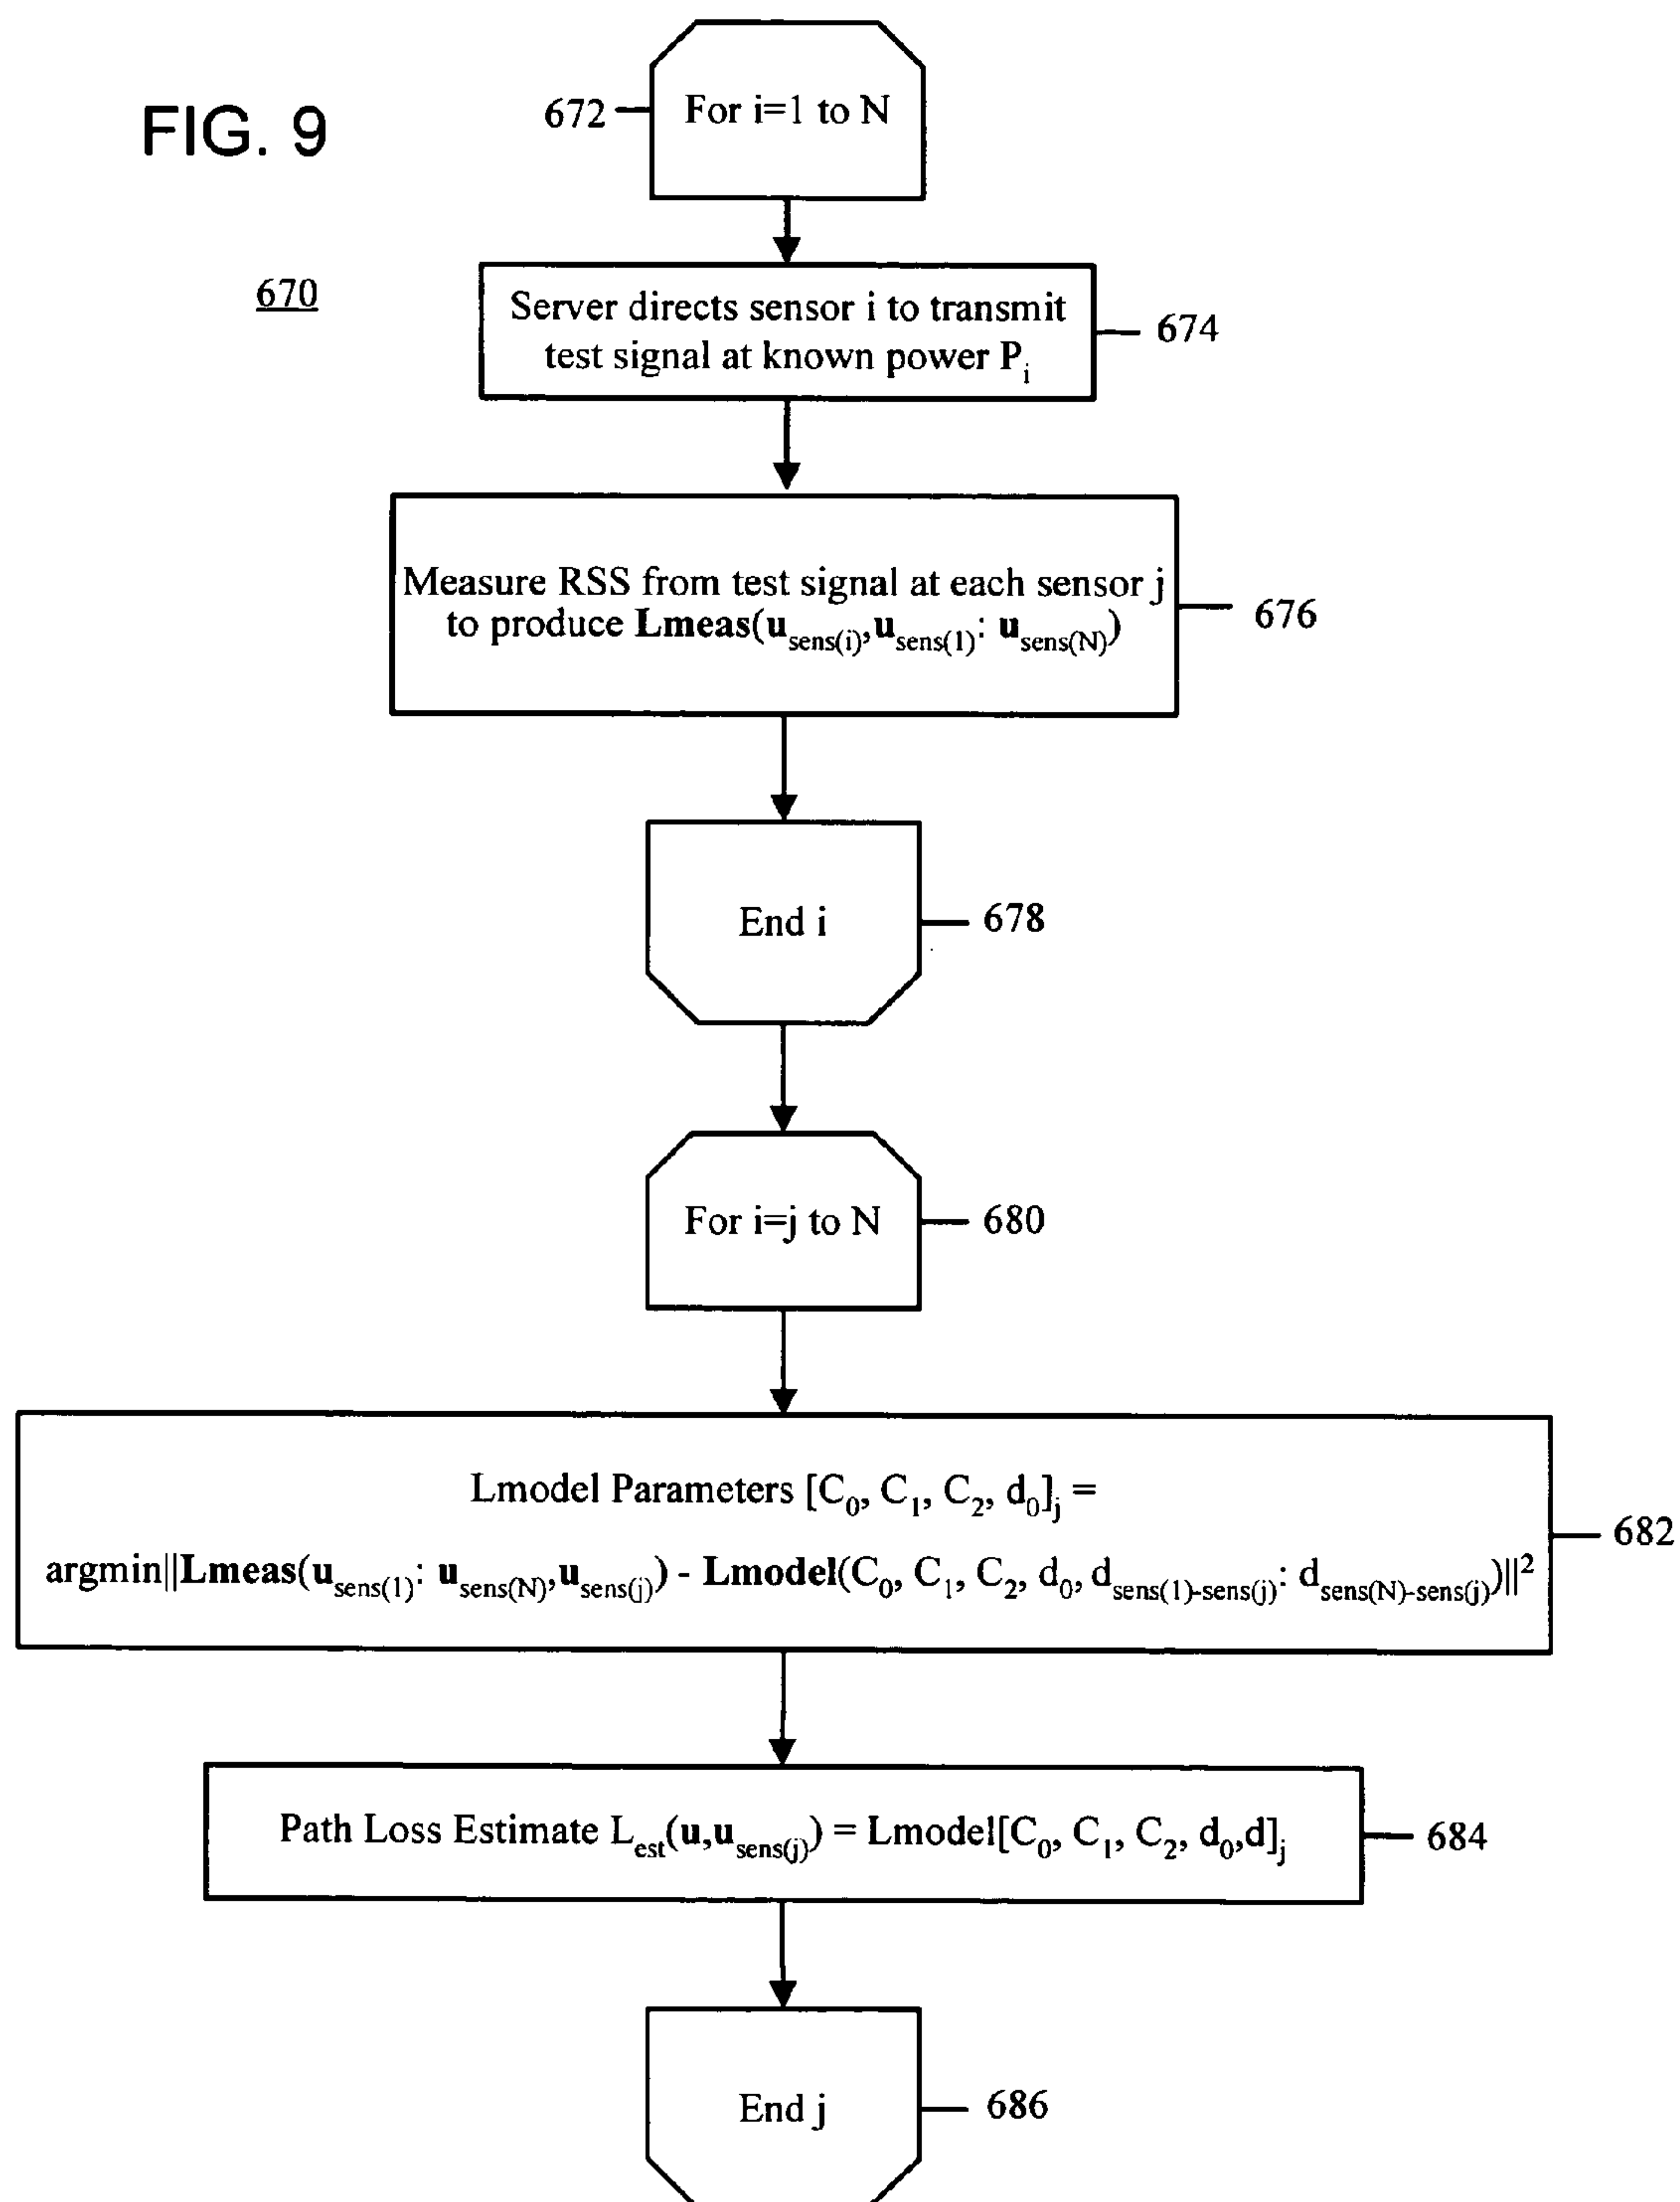 FIG. 9
672
For i=1 to N
670
Server directs sensor i to transmit
test signal at known power P_i
674
Measure RSS from test signal at each sensor j
to produce Lmeas(u_sens(i),u_sens(1): u_sens(N))
676
End i
678
For i=j to N
680
Lmodel Parameters [C_0, C_1, C_2, d_0]_j =
argmin||Lmeas(u_sens(1): u_sens(N),u_sens(j)) - Lmodel(C_0, C_1, C_2, d_0, d_sens(1)-sens(j): d_sens(N)-sens(j))||^2
682
Path Loss Estimate L_est(u,u_sens(j)) = Lmodel[C_0, C_1, C_2, d_0,d]_j
684
End j
686